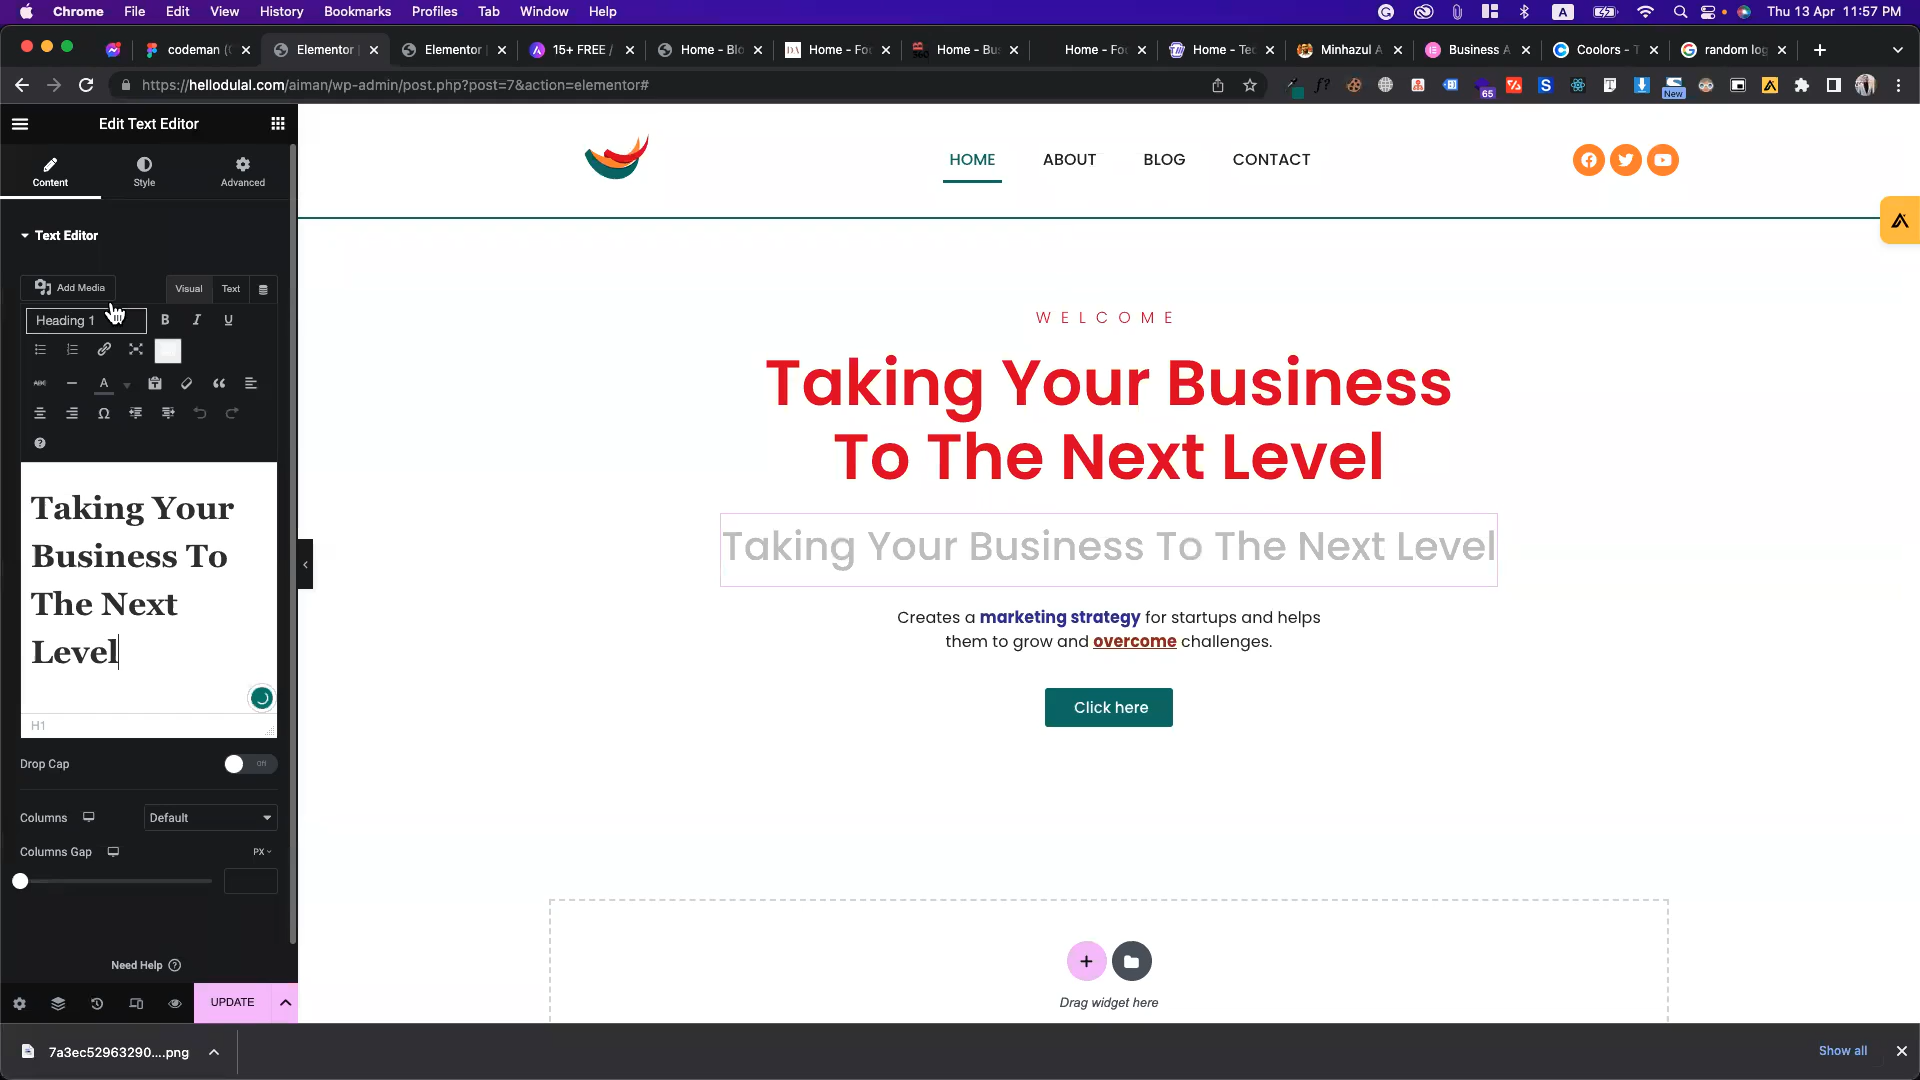 Chrome File Edit View History Bookmarks Profiles Tab Window Help A Thu 13 Apr 11:57 PM
codeman ( Elementor Elementor 15+ FREE / Home - Blo Home - Fo Home - Bus Home - Fo Home - Tec Minhazul A Business A Coolors - T random log
https://hellodulal.com/aiman/wp-admin/post.php?post=7&action=elementor#
65
New
Edit Text Editor
Content Style Advanced
Text Editor
Add Media Visual Text
Heading 1 B I U
ABC A
Taking Your
Business To
The Next
Level
H1
Drop Cap Off
Columns Default
Columns Gap PX
Need Help
UPDATE
HOME ABOUT BLOG CONTACT
WELCOME
Taking Your Business
To The Next Level
Taking Your Business To The Next Level
Creates a marketing strategy for startups and helps
them to grow and overcome challenges.
Click here
Drag widget here
7a3ec52963290....png Show all